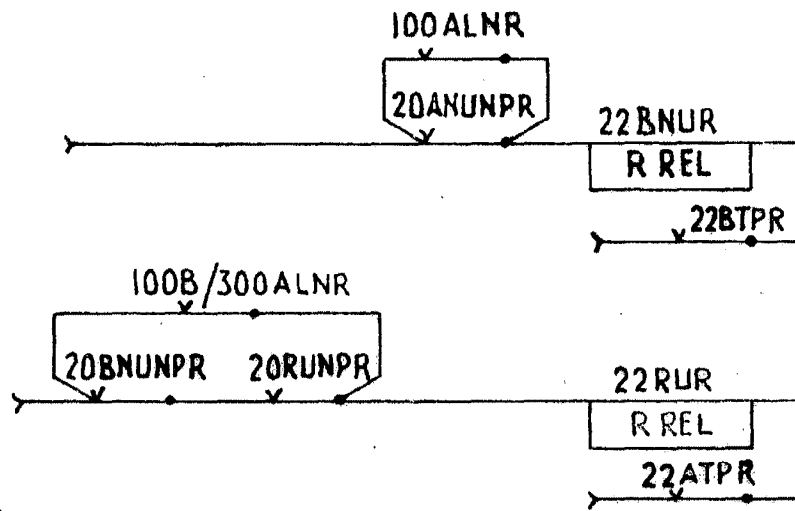 100ALNR
20ANUNPR
22BNUR
R REL
22BTPR
100B/300ALNR
20BNUNPR 20RUNPR
22RUR
R REL
22ATPR